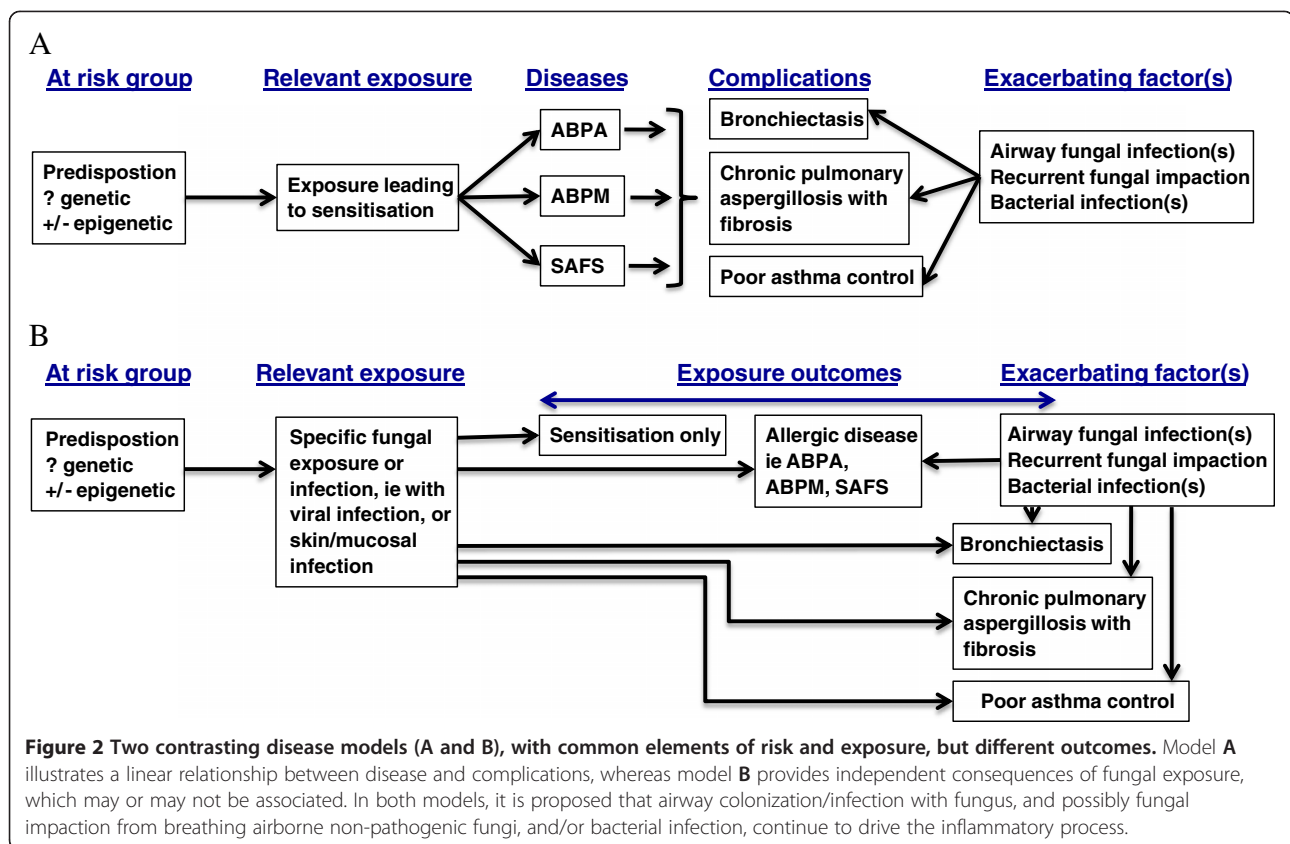 A
At risk group
Relevant exposure
Diseases
Complications
Exacerbating factor(s)
Predispostion
? genetic
+/- epigenetic
Exposure leading
to sensitisation
ABPA
ABPM
SAFS
Bronchiectasis
Chronic pulmonary
aspergillosis with
fibrosis
Poor asthma control
Airway fungal infection(s)
Recurrent fungal impaction
Bacterial infection(s)
B
At risk group
Relevant exposure
Exposure outcomes
Exacerbating factor(s)
Predispostion
? genetic
+/- epigenetic
Specific fungal
exposure or
infection, ie with
viral infection, or
skin/mucosal
infection
Sensitisation only
Allergic disease
ie ABPA,
ABPM, SAFS
Airway fungal infection(s)
Recurrent fungal impaction
Bacterial infection(s)
Bronchiectasis
Chronic pulmonary
aspergillosis with
fibrosis
Poor asthma control
Figure 2 Two contrasting disease models (A and B), with common elements of risk and exposure, but different outcomes. Model A
illustrates a linear relationship between disease and complications, whereas model B provides independent consequences of fungal exposure,
which may or may not be associated. In both models, it is proposed that airway colonization/infection with fungus, and possibly fungal
impaction from breathing airborne non-pathogenic fungi, and/or bacterial infection, continue to drive the inflammatory process.